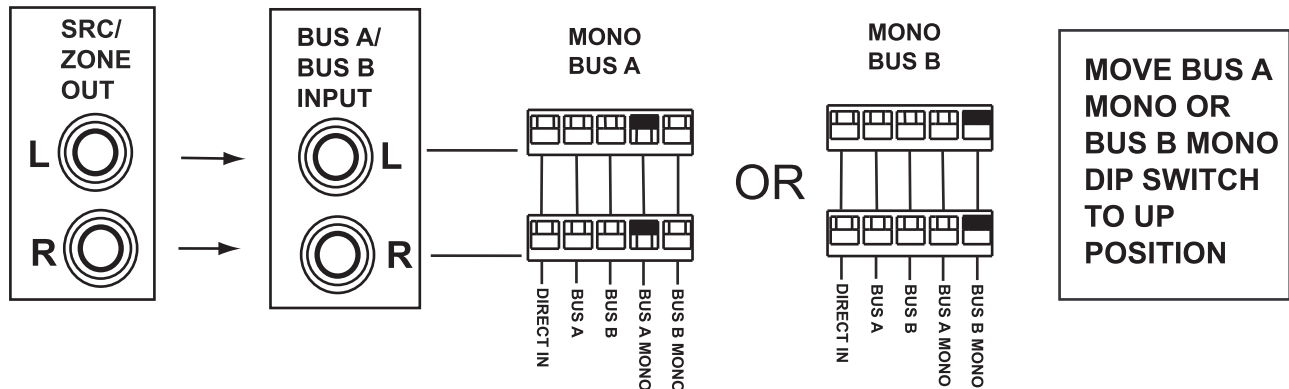 SRC/
ZONE
OUT
L
R
BUS A/
BUS B
INPUT
L
R
MONO
BUS A
DIRECT IN
BUS A
BUS B
BUS A MONO
BUS B MONO
OR
MONO
BUS B
DIRECT IN
BUS A
BUS B
BUS A MONO
BUS B MONO
MOVE BUS A
MONO OR
BUS B MONO
DIP SWITCH
TO UP
POSITION